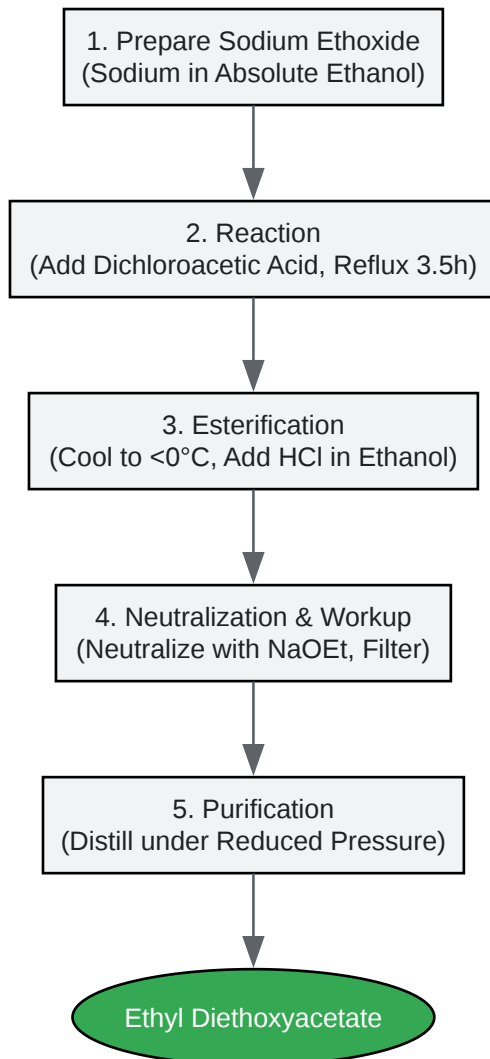 1. Prepare Sodium Ethoxide
(Sodium in Absolute Ethanol)
2. Reaction
(Add Dichloroacetic Acid, Reflux 3.5h)
3. Esterification
(Cool to <0°C, Add HCl in Ethanol)
4. Neutralization & Workup
(Neutralize with NaOEt, Filter)
5. Purification
(Distill under Reduced Pressure)
Ethyl Diethoxyacetate